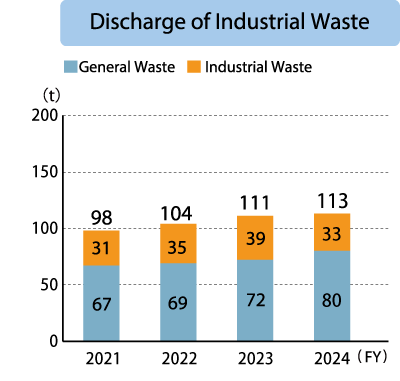 Discharge of Industrial Waste
General Waste Industrial Waste
(t)
200
150
100
50
0
98 104 111 113
31 35 39 33
67 69 72 80
2021 2022 2023 2024 (FY)